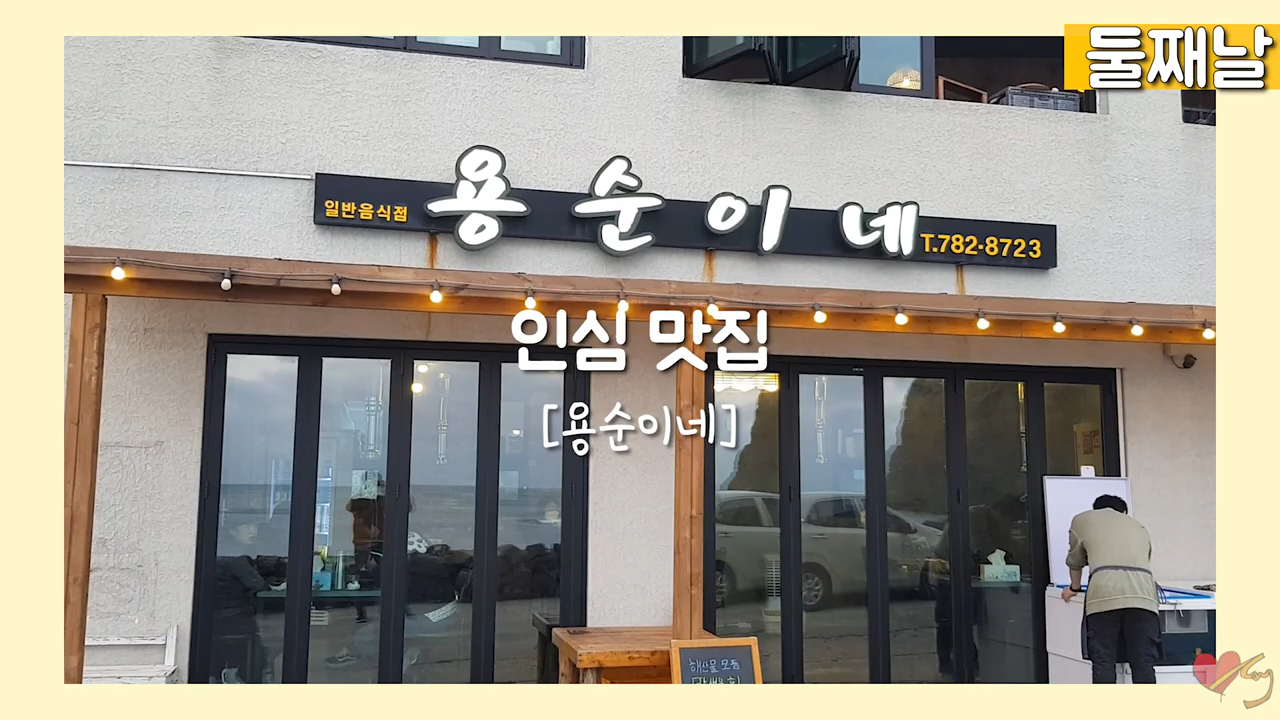 둘째날
일반음식점
용순이네
T.782-8723
인심 맛집
[용순이네]
해산물 모듬